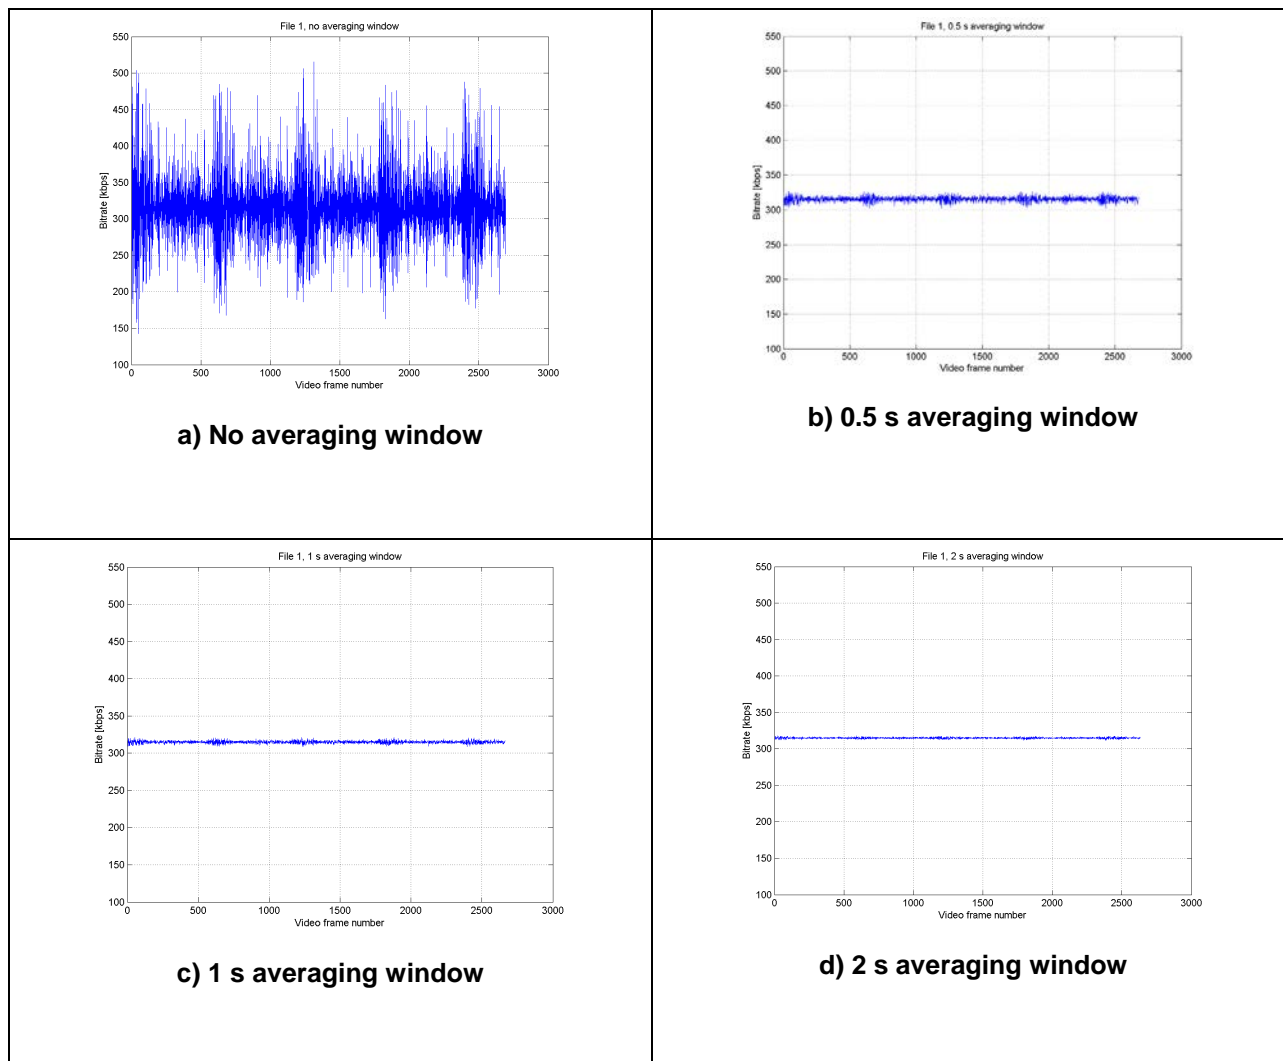 File 1, no averaging window
550
500
450
400
350
300
250
200
150
100
Bitrate [kbps]
0 500 1000 1500 2000 2500 3000
Video frame number
a) No averaging window
File 1, 0.5 s averaging window
550
500
450
400
350
300
250
200
150
100
Bitrate [kbps]
0 500 1000 1500 2000 2500 3000
Video frame number
b) 0.5 s averaging window
File 1, 1 s averaging window
550
500
450
400
350
300
250
200
150
100
Bitrate [kbps]
0 500 1000 1500 2000 2500 3000
Video frame number
c) 1 s averaging window
File 1, 2 s averaging window
550
500
450
400
350
300
250
200
150
100
Bitrate [kbps]
0 500 1000 1500 2000 2500 3000
Video frame number
d) 2 s averaging window